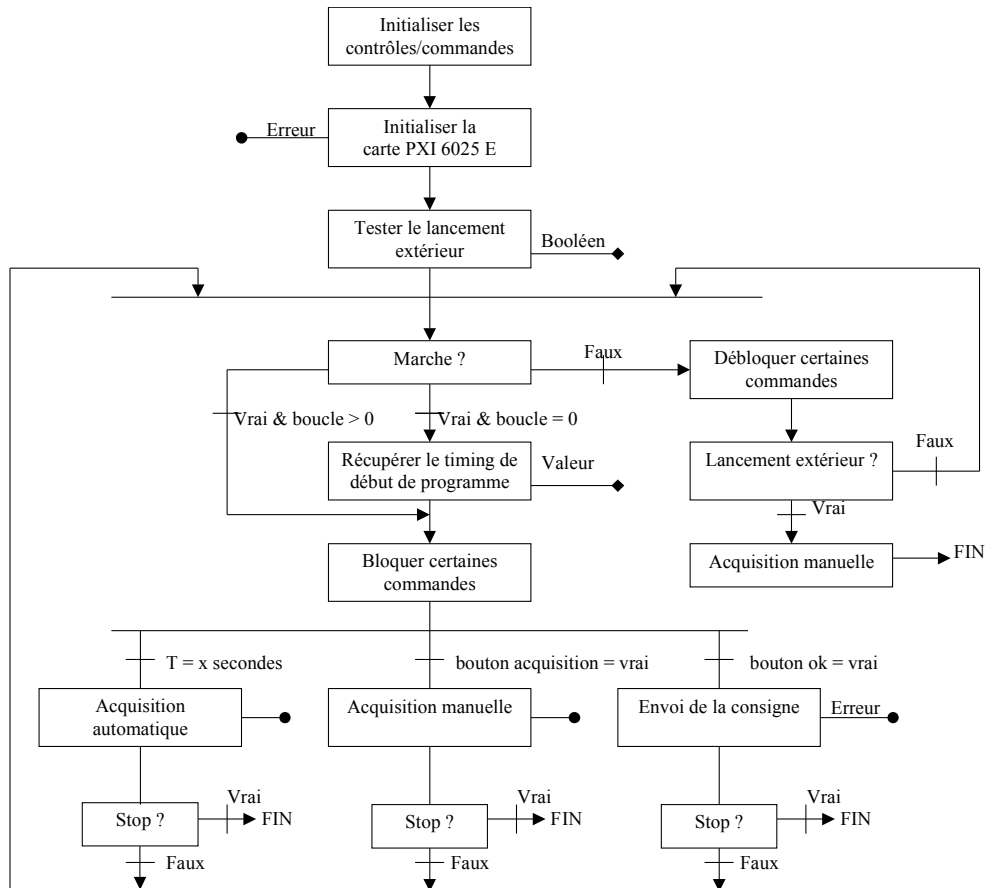 Initialiser les
contrôles/commandes
Erreur
Initialiser la
carte PXI 6025 E
Tester le lancement
extérieur
Booléen
Marche ?
Faux
Débloquer certaines
commandes
Vrai & boucle > 0
Vrai & boucle = 0
Récupérer le timing de
début de programme
Valeur
Lancement extérieur ?
Faux
Vrai
Bloquer certaines
commandes
Acquisition manuelle
FIN
T = x secondes
bouton acquisition = vrai
bouton ok = vrai
Acquisition
automatique
Acquisition manuelle
Envoi de la consigne
Erreur
Stop ?
Vrai
FIN
Faux
Stop ?
Vrai
FIN
Faux
Stop ?
Vrai
FIN
Faux